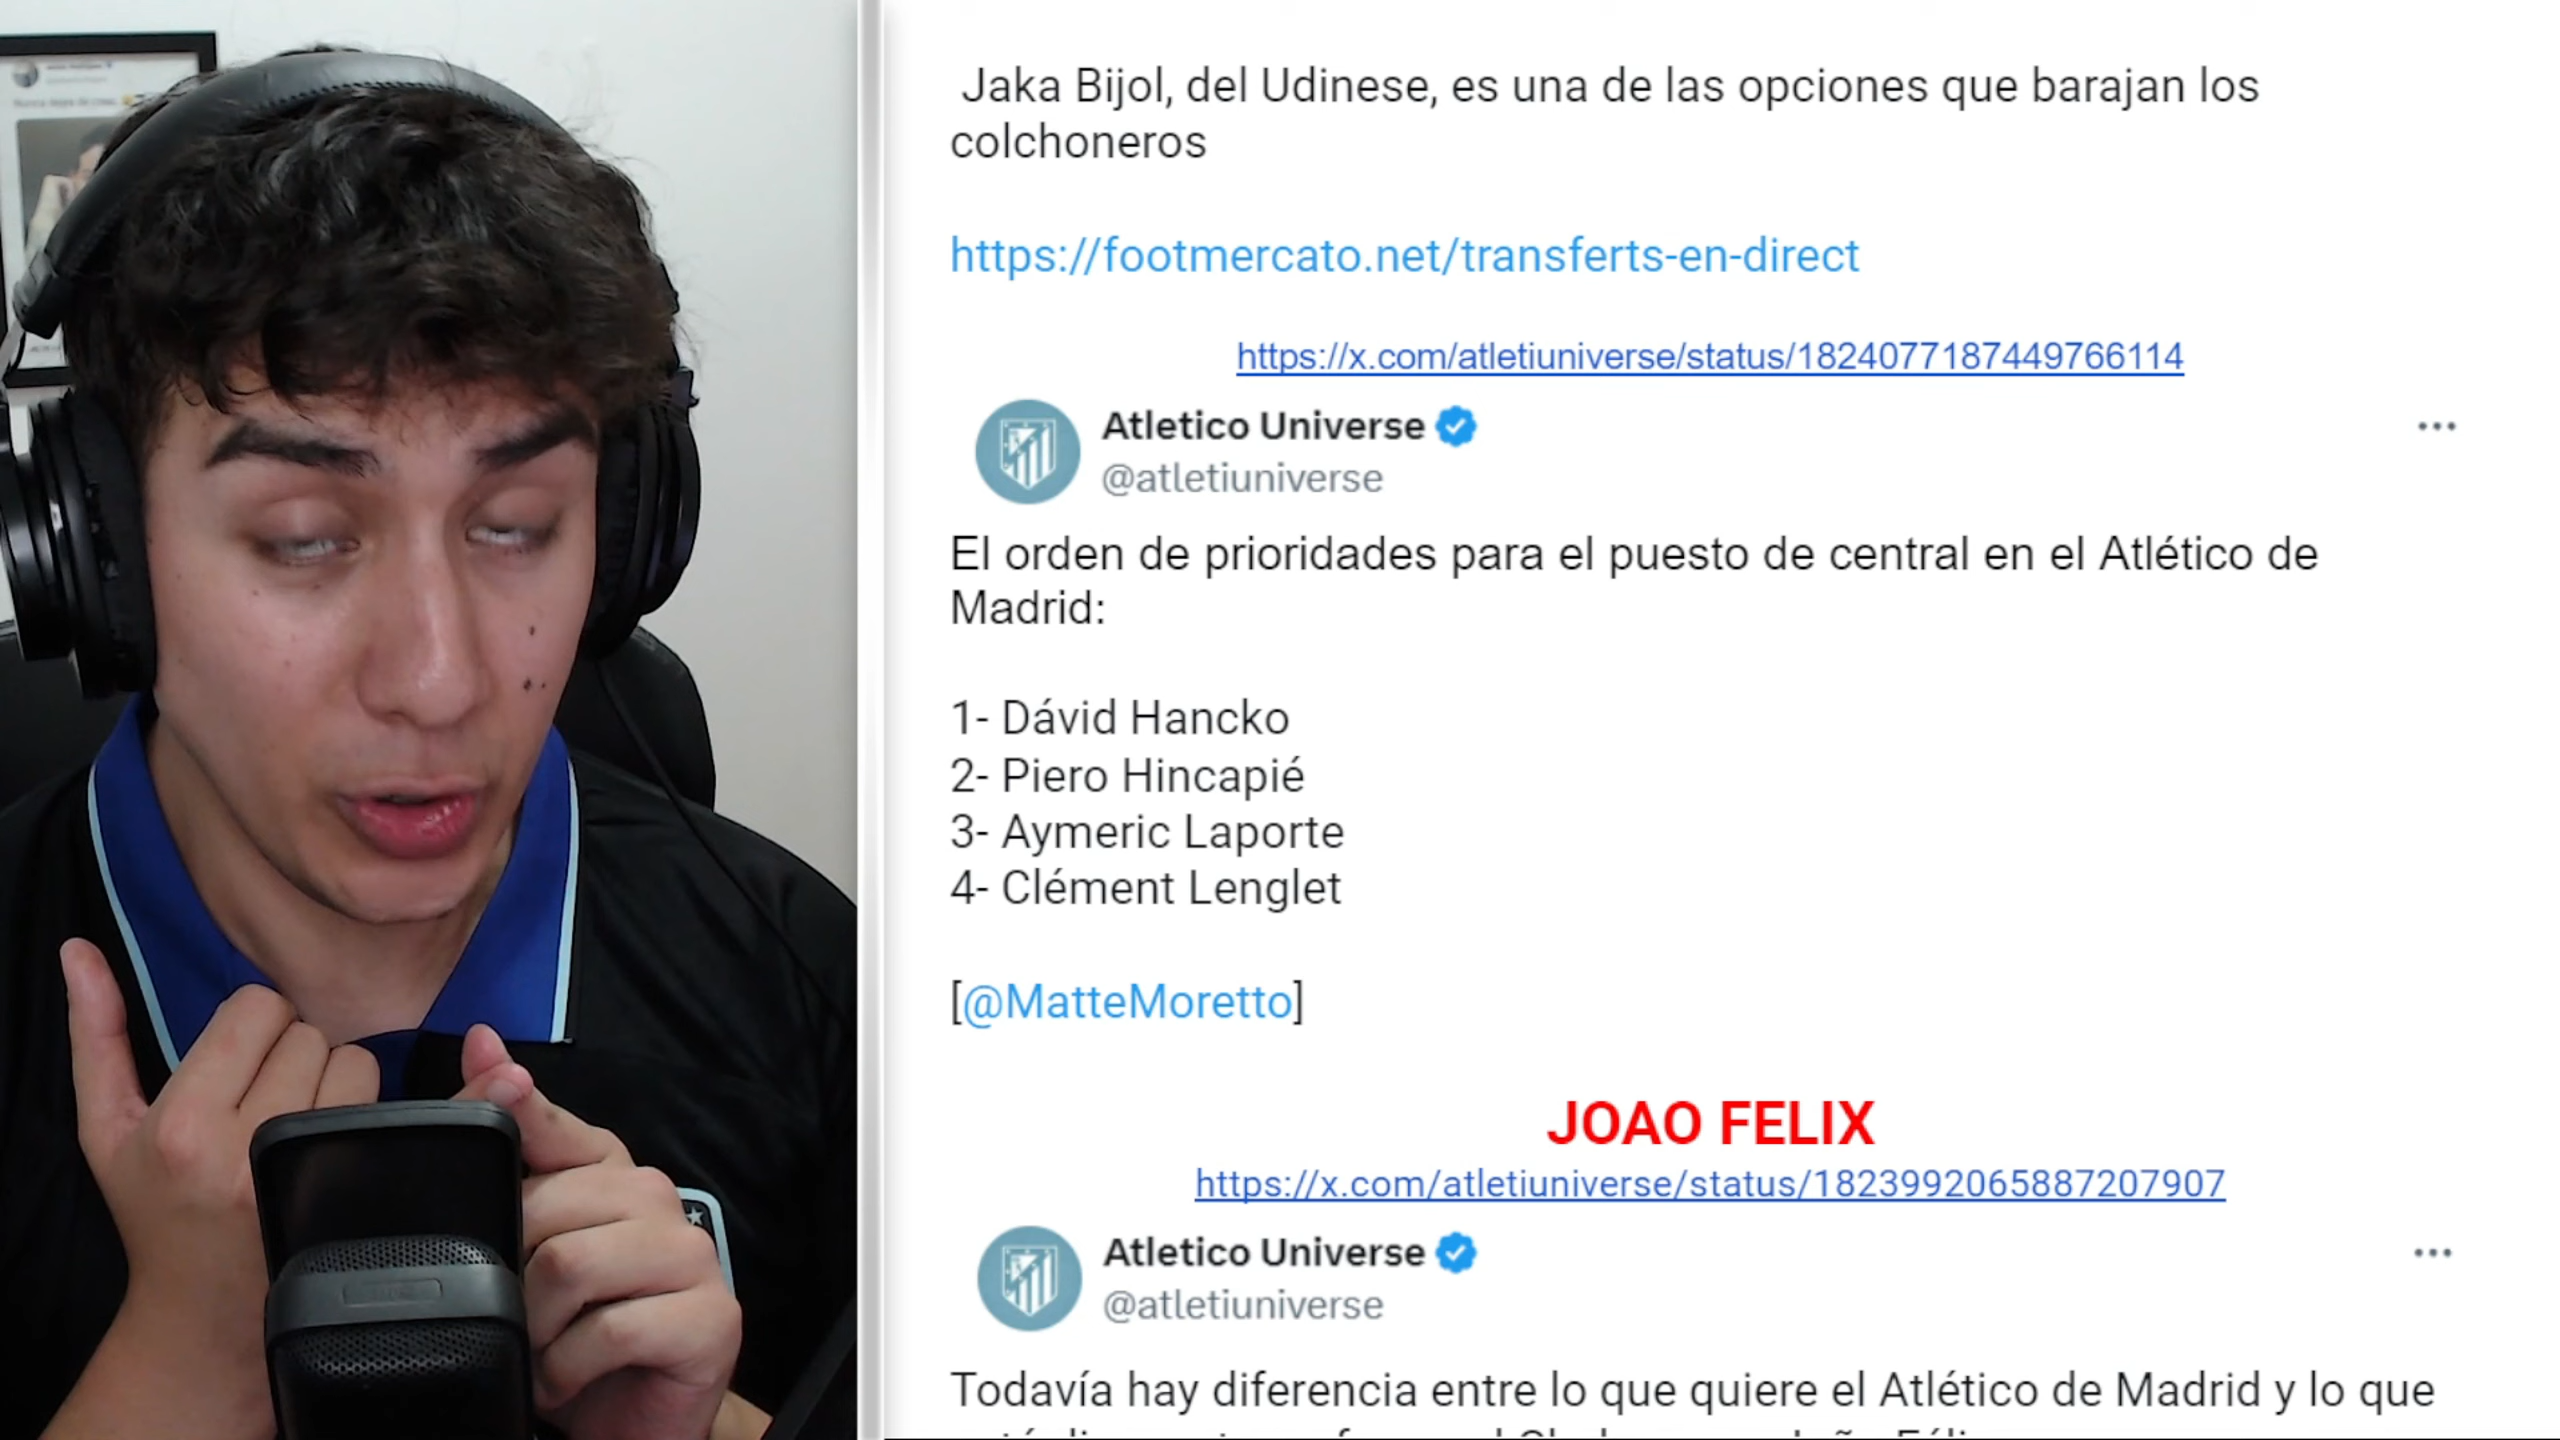 Jaka Bijol, del Udinese, es una de las opciones que barajan los
colchoneros
https://footmercato.net/transferts-en-direct
https://x.com/atletiuniverse/status/1824077187449766114
Atletico Universe
@atletiuniverse
El orden de prioridades para el puesto de central en el Atlético de
Madrid:
1- Dávid Hancko
2- Piero Hincapié
3- Aymeric Laporte
4- Clément Lenglet
[@MatteMoretto]
JOAO FELIX
https://x.com/atletiuniverse/status/1823992065887207907
Atletico Universe
@atletiuniverse
Todavía hay diferencia entre lo que quiere el Atlético de Madrid y lo que